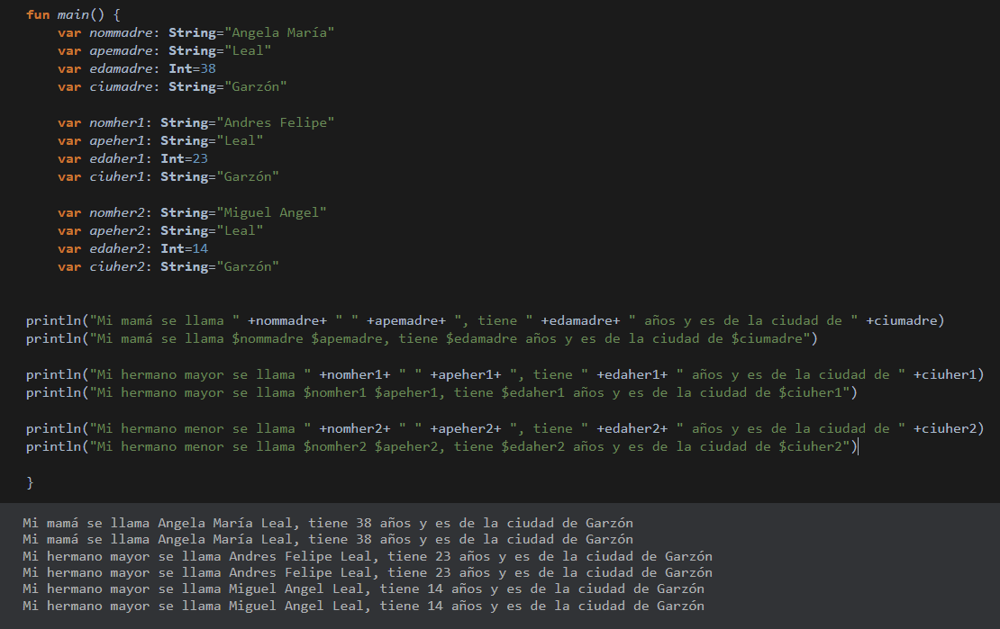 fun main() {
    var nommadre: String="Angela María"
    var apemadre: String="Leal"
    var edamadre: Int=38
    var ciumadre: String="Garzón"
    var nomher1: String="Andres Felipe"
    var apeher1: String="Leal"
    var edaher1: Int=23
    var ciuher1: String="Garzón"
    var nomher2: String="Miguel Angel"
    var apeher2: String="Leal"
    var edaher2: Int=14
    var ciuher2: String="Garzón"
println("Mi mamá se llama " +nommadre+ " " +apemadre+ ", tiene " +edamadre+ " años y es de la ciudad de " +ciumadre)
println("Mi mamá se llama $nommadre $apemadre, tiene $edamadre años y es de la ciudad de $ciumadre")
println("Mi hermano mayor se llama " +nomher1+ " " +apeher1+ ", tiene " +edaher1+ " años y es de la ciudad de " +ciuher1)
println("Mi hermano mayor se llama $nomher1 $apeher1, tiene $edaher1 años y es de la ciudad de $ciuher1")
println("Mi hermano menor se llama " +nomher2+ " " +apeher2+ ", tiene " +edaher2+ " años y es de la ciudad de " +ciuher2)
println("Mi hermano menor se llama $nomher2 $apeher2, tiene $edaher2 años y es de la ciudad de $ciuher2")
}
Mi mamá se llama Angela María Leal, tiene 38 años y es de la ciudad de Garzón
Mi mamá se llama Angela María Leal, tiene 38 años y es de la ciudad de Garzón
Mi hermano mayor se llama Andres Felipe Leal, tiene 23 años y es de la ciudad de Garzón
Mi hermano mayor se llama Andres Felipe Leal, tiene 23 años y es de la ciudad de Garzón
Mi hermano mayor se llama Miguel Angel Leal, tiene 14 años y es de la ciudad de Garzón
Mi hermano mayor se llama Miguel Angel Leal, tiene 14 años y es de la ciudad de Garzón